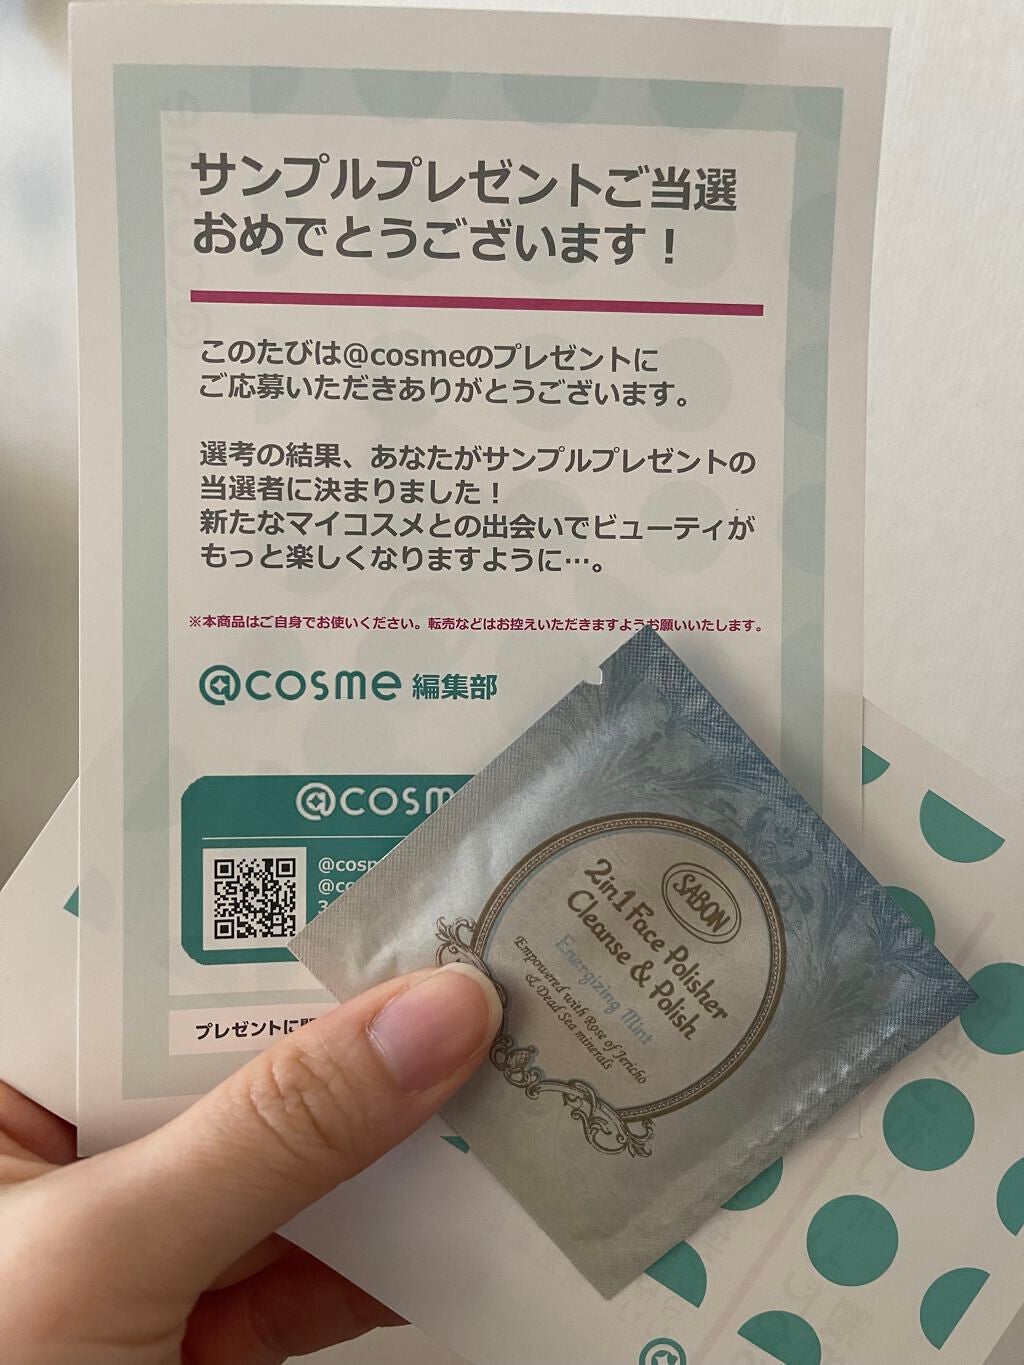 サンプルプレゼントご当選
おめでとうございます！
このたびは@cosmeのプレゼントに
ご応募いただきありがとうございます。
選考の結果、あなたがサンプルプレゼントの
当選者に決まりました！
新たなマイコスメとの出会いでビューティが
もっと楽しくなりますように…。
※本商品はご自身でお使いください。転売などはお控えいただきますようお願いいたします。
@cosme 編集部
@cosm
@cosm
@co
プレゼントに
SABON
2in1 Face Polisher
Cleanse & Polish
Energizing Mint
Empowered with Rose of Jericho
& Dead Sea minerals